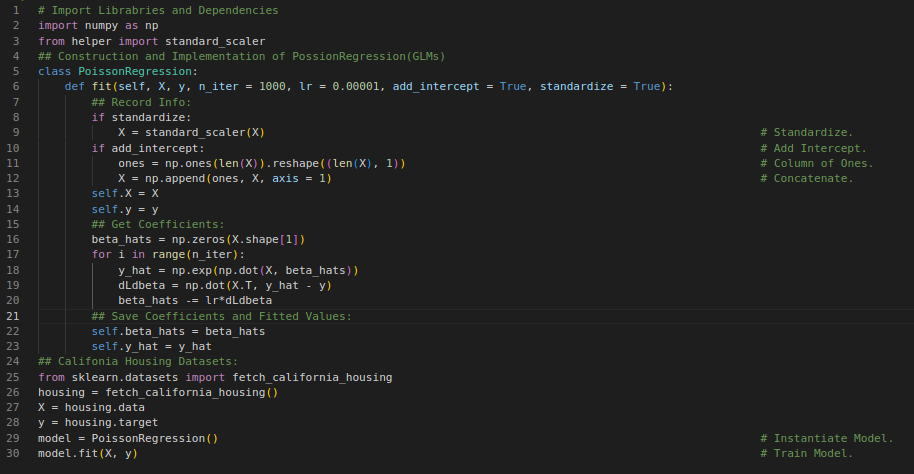 1 # Import Librabries and Dependencies
2 import numpy as np
3 from helper import standard_scaler
4 ## Construction and Implementation of PossionRegression(GLMs)
5 class PoissonRegression:
6 def fit(self, X, y, n_iter = 1000, lr = 0.00001, add_intercept = True, standardize = True):
7 ## Record Info:
8 if standardize:
9 X = standard_scaler(X) # Standardize.
10 if add_intercept: # Add Intercept.
11 ones = np.ones(len(X)).reshape((len(X), 1)) # Column of Ones.
12 X = np.append(ones, X, axis = 1) # Concatenate.
13 self.X = X
14 self.y = y
15 ## Get Coefficients:
16 beta_hats = np.zeros(X.shape[1])
17 for i in range(n_iter):
18 y_hat = np.exp(np.dot(X, beta_hats))
19 dLdbeta = np.dot(X.T, y_hat - y)
20 beta_hats -= lr*dLdbeta
21 ## Save Coefficients and Fitted Values:
22 self.beta_hats = beta_hats
23 self.y_hat = y_hat
24 ## Califonia Housing Datasets:
25 from sklearn.datasets import fetch_california_housing
26 housing = fetch_california_housing()
27 X = housing.data
28 y = housing.target
29 model = PoissonRegression() # Instantiate Model.
30 model.fit(X, y) # Train Model.